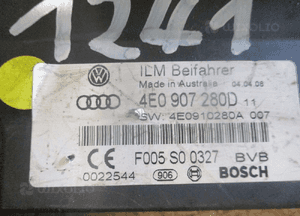 1241
ILM Beifahrer
Made in Australia 04.04.06
4E0 907 280D 11
SW: 4E0910280A 007
CE F005 S0 0327 BVB
0022544 906 BOSCH